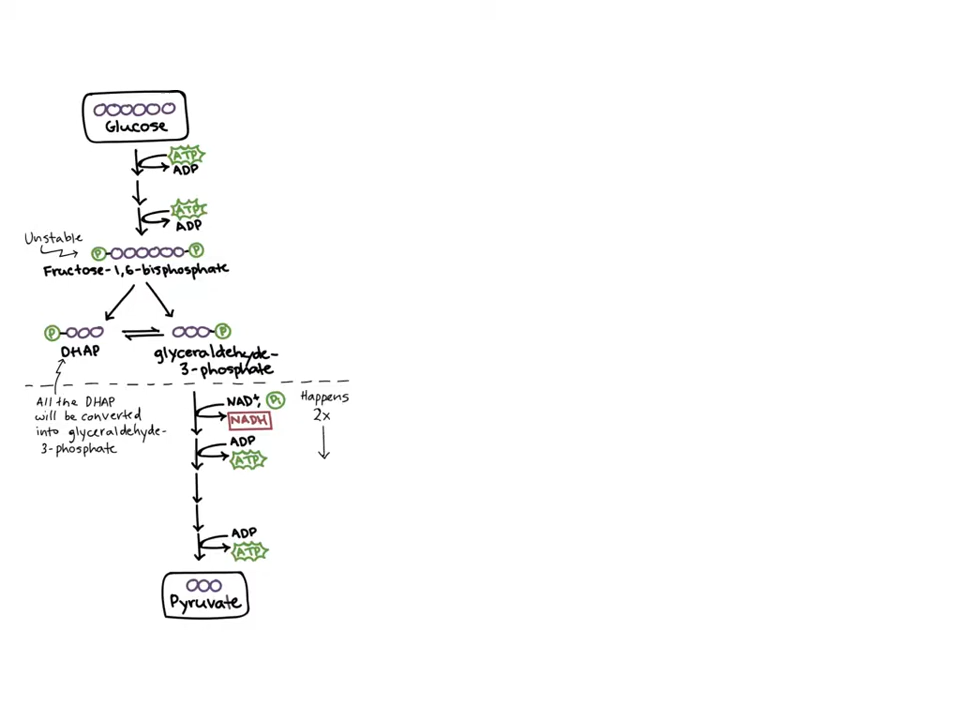 Glucose
ATP
ADP
ATP
ADP
Unstable
P P
Fructose-1,6-bisphosphate
P P
DHAP
glyceraldehyde-
3-phosphate
All the DHAP
will be converted
into glyceraldehyde-
3-phosphate
NAD+, Pi
NADH
Happens
2x
ADP
ATP
ADP
ATP
Pyruvate